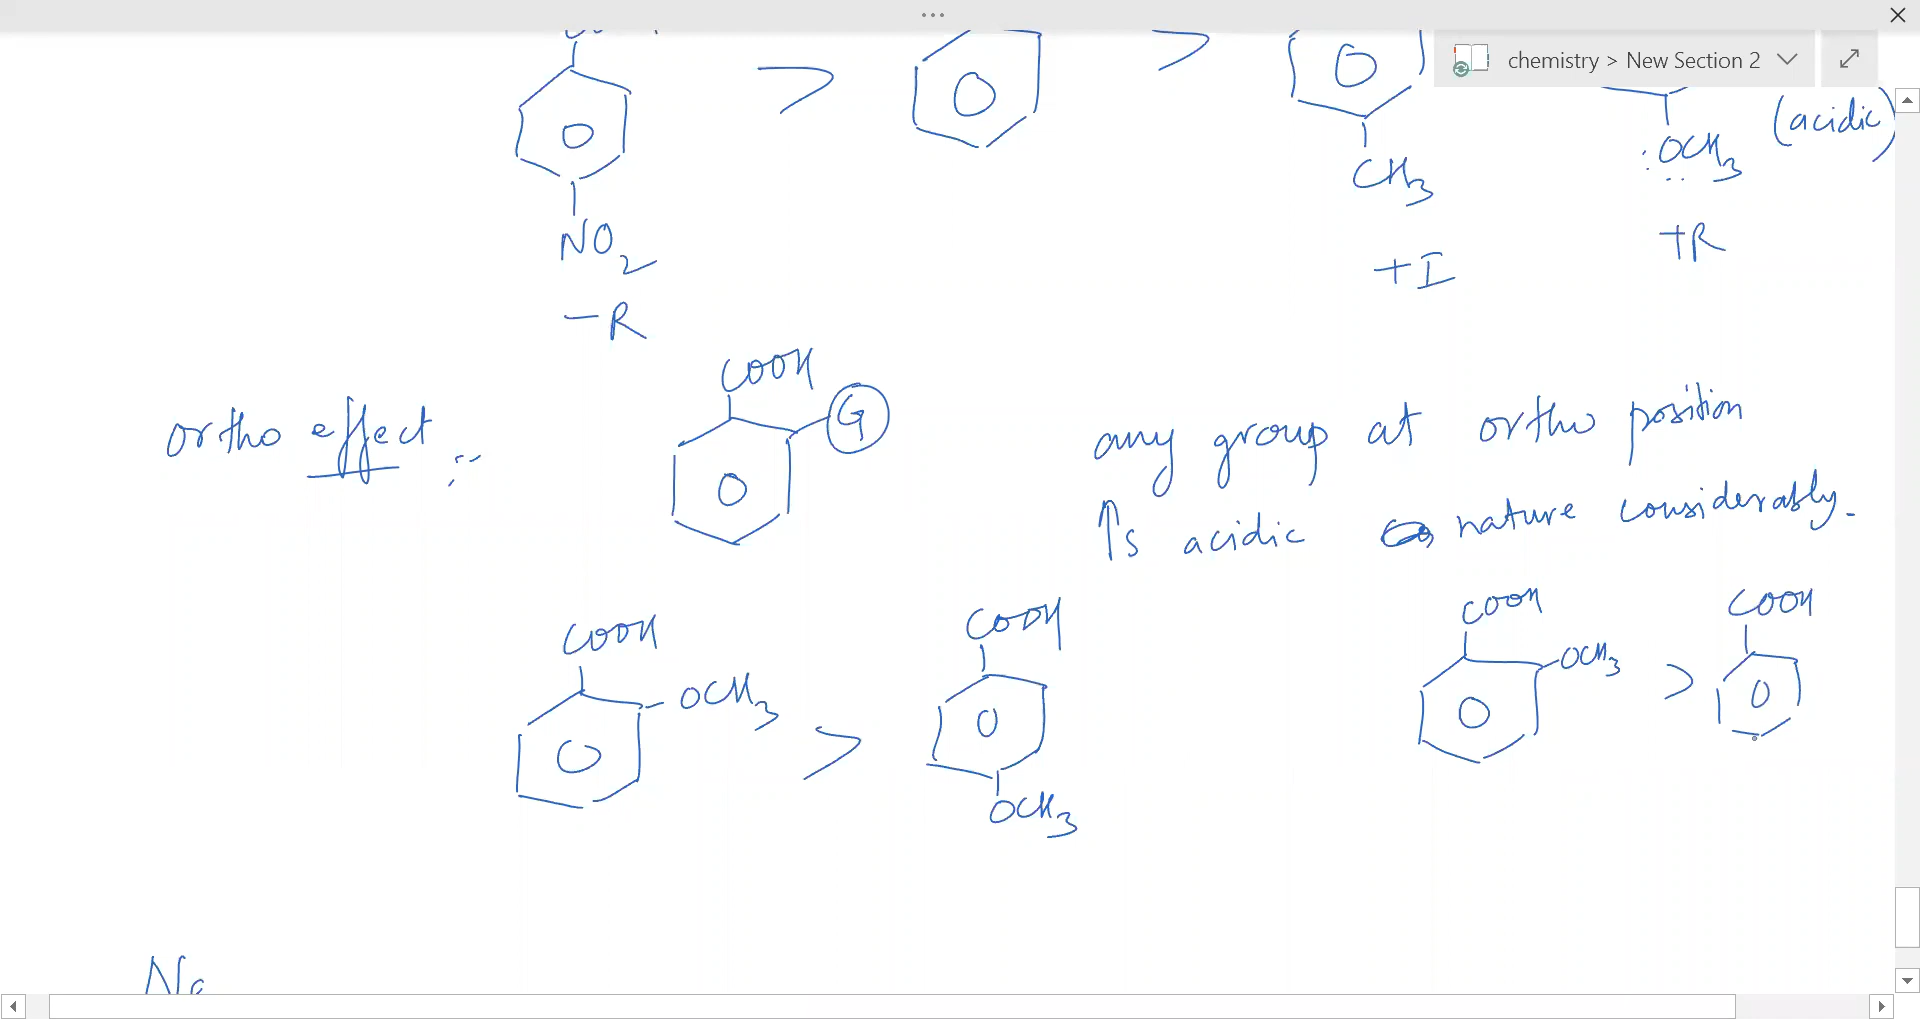 chemistry > New Section 2
(acidic)
NO2
-R
CH3
+I
:OCH3
+R
ortho effect :-
COOH
G
any group at ortho position
↑s acidic nature considerably.
COOH
OCH3
>
COOH
OCH3
COOH
OCH3
>
COOH
Na